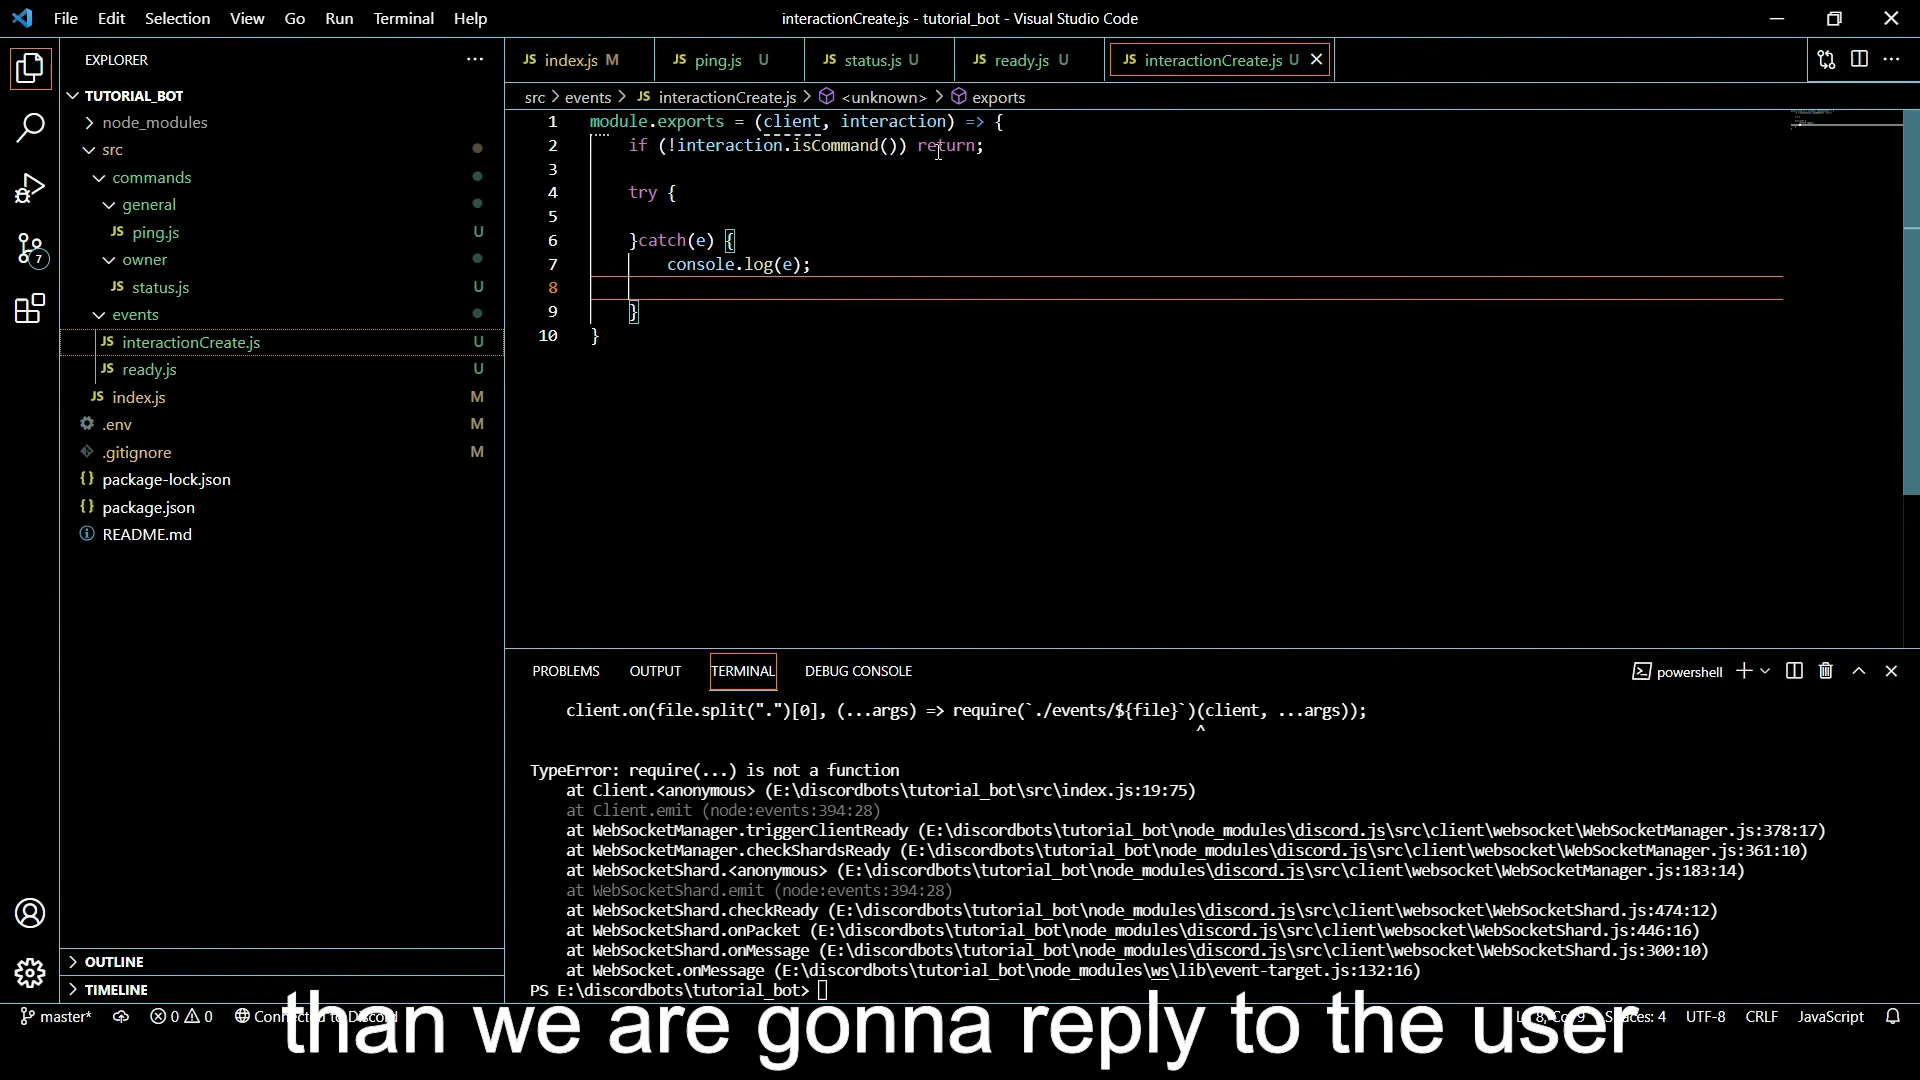 File Edit Selection View Go Run Terminal Help
interactionCreate.js - tutorial_bot - Visual Studio Code
EXPLORER
TUTORIAL_BOT
node_modules
src
commands
general
JS ping.js U
owner
JS status.js U
events
JS interactionCreate.js U
JS ready.js U
JS index.js M
.env M
.gitignore M
{} package-lock.json
{} package.json
README.md
OUTLINE
TIMELINE
7
JS index.js M JS ping.js U JS status.js U JS ready.js U JS interactionCreate.js U
src > events > JS interactionCreate.js > <unknown> > exports
1 module.exports = (client, interaction) => {
2 if (!interaction.isCommand()) return;
3
4 try {
5
6 }catch(e) {
7 console.log(e);
8
9 }
10 }
PROBLEMS OUTPUT TERMINAL DEBUG CONSOLE
powershell
client.on(file.split(".")[0], (...args) => require(`./events/${file}`)(client, ...args));
^
TypeError: require(...) is not a function
at Client.<anonymous> (E:\discordbots\tutorial_bot\src\index.js:19:75)
at Client.emit (node:events:394:28)
at WebSocketManager.triggerClientReady (E:\discordbots\tutorial_bot\node_modules\discord.js\src\client\websocket\WebSocketManager.js:378:17)
at WebSocketManager.checkShardsReady (E:\discordbots\tutorial_bot\node_modules\discord.js\src\client\websocket\WebSocketManager.js:361:10)
at WebSocketShard.<anonymous> (E:\discordbots\tutorial_bot\node_modules\discord.js\src\client\websocket\WebSocketManager.js:183:14)
at WebSocketShard.emit (node:events:394:28)
at WebSocketShard.checkReady (E:\discordbots\tutorial_bot\node_modules\discord.js\src\client\websocket\WebSocketShard.js:474:12)
at WebSocketShard.onPacket (E:\discordbots\tutorial_bot\node_modules\discord.js\src\client\websocket\WebSocketShard.js:446:16)
at WebSocketShard.onMessage (E:\discordbots\tutorial_bot\node_modules\discord.js\src\client\websocket\WebSocketShard.js:300:10)
at WebSocket.onMessage (E:\discordbots\tutorial_bot\node_modules\ws\lib\event-target.js:132:16)
PS E:\discordbots\tutorial_bot>
master* 0 0 Connected to Discord UTF-8 CRLF JavaScript
than we are gonna reply to the user